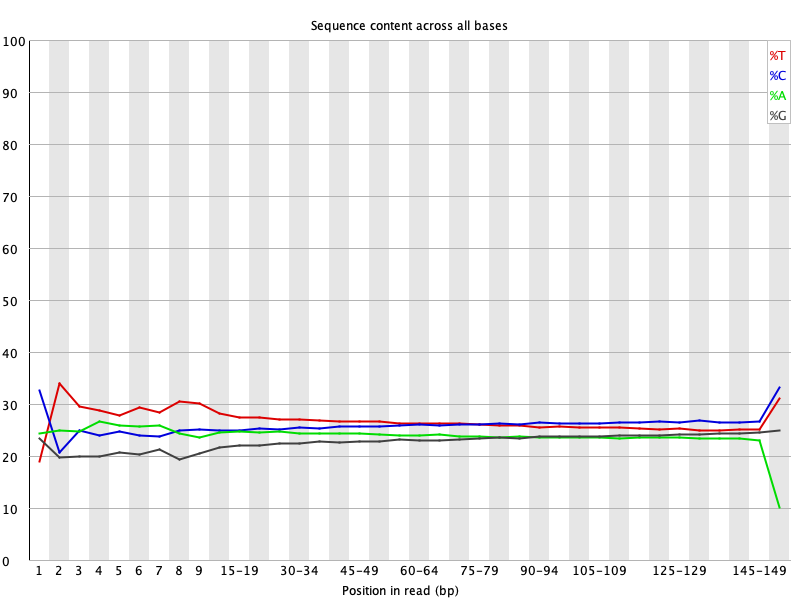 Sequence content across all bases
100
90
80
70
60
50
40
30
20
10
0
%T
%C
%A
%G
1 2 3 4 5 6 7 8 9 15-19 30-34 45-49 60-64 75-79 90-94 105-109 125-129 145-149
Position in read (bp)